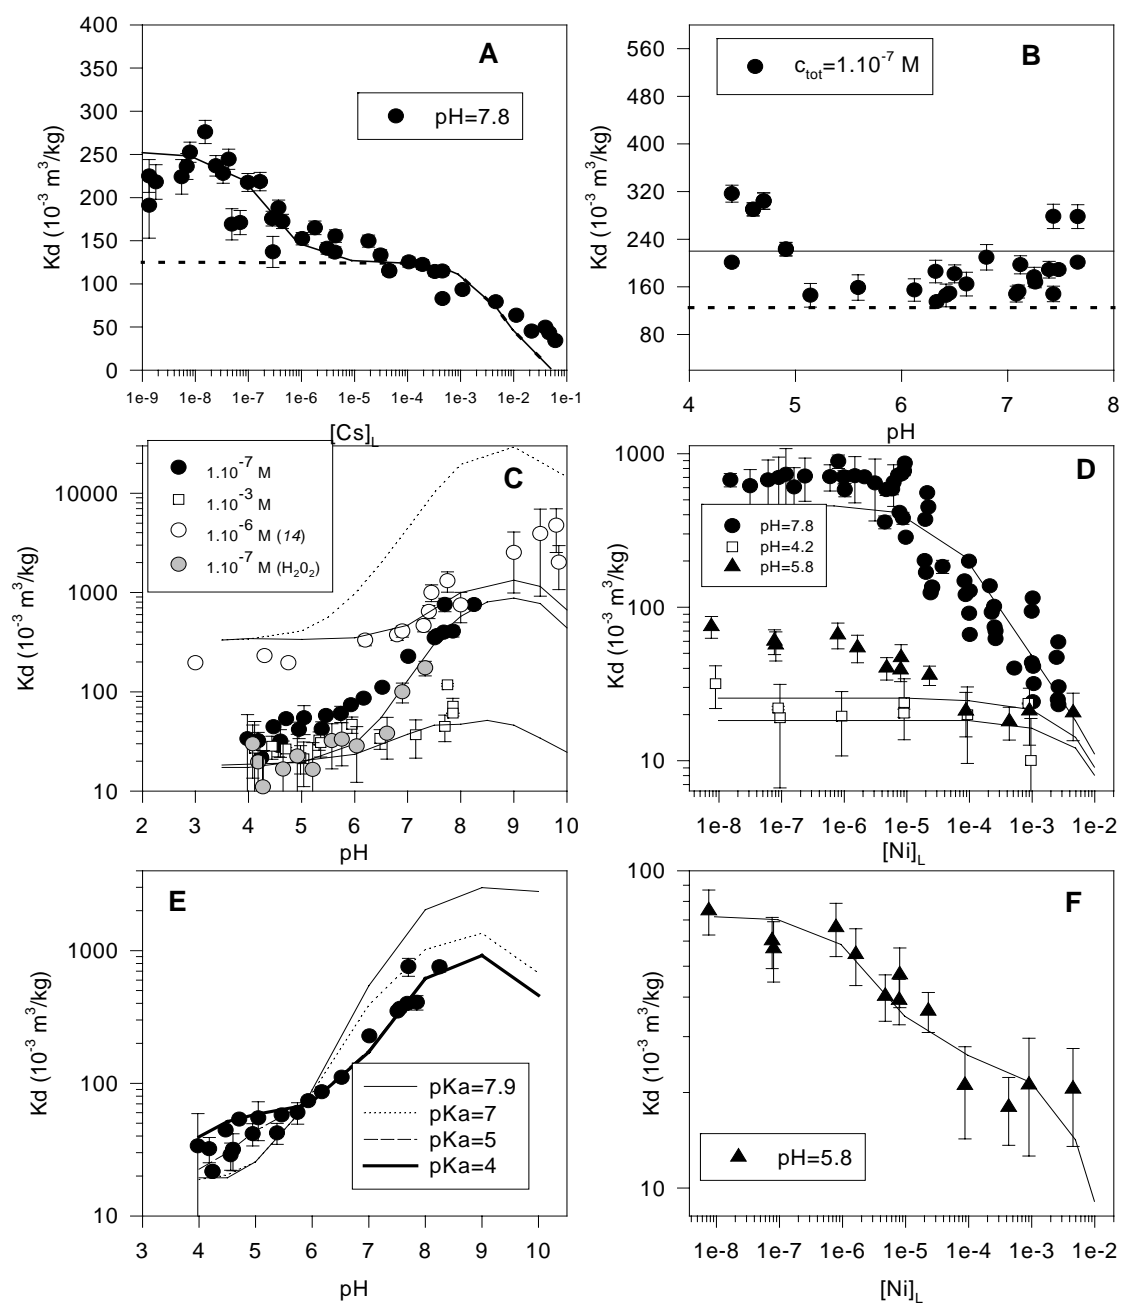 A
400
350
300
250
200
150
100
50
0
Kd (10⁻³ m³/kg)
pH=7.8
1e-9 1e-8 1e-7 1e-6 1e-5 1e-4 1e-3 1e-2 1e-1
[Cs]L
B
560
480
400
320
240
160
80
Kd (10⁻³ m³/kg)
c_tot=1.10⁻⁷ M
4 5 6 7 8
pH
C
10000
1000
100
10
Kd (10⁻³ m³/kg)
1.10⁻⁷ M
1.10⁻³ M
1.10⁻⁶ M (14)
1.10⁻⁷ M (H₂0₂)
2 3 4 5 6 7 8 9 10
pH
D
1000
100
10
Kd (10⁻³ m³/kg)
pH=7.8
pH=4.2
pH=5.8
1e-8 1e-7 1e-6 1e-5 1e-4 1e-3 1e-2
[Ni]L
E
1000
100
10
Kd (10⁻³ m³/kg)
pKa=7.9
pKa=7
pKa=5
pKa=4
3 4 5 6 7 8 9 10
pH
F
100
10
Kd (10⁻³ m³/kg)
pH=5.8
1e-8 1e-7 1e-6 1e-5 1e-4 1e-3 1e-2
[Ni]L